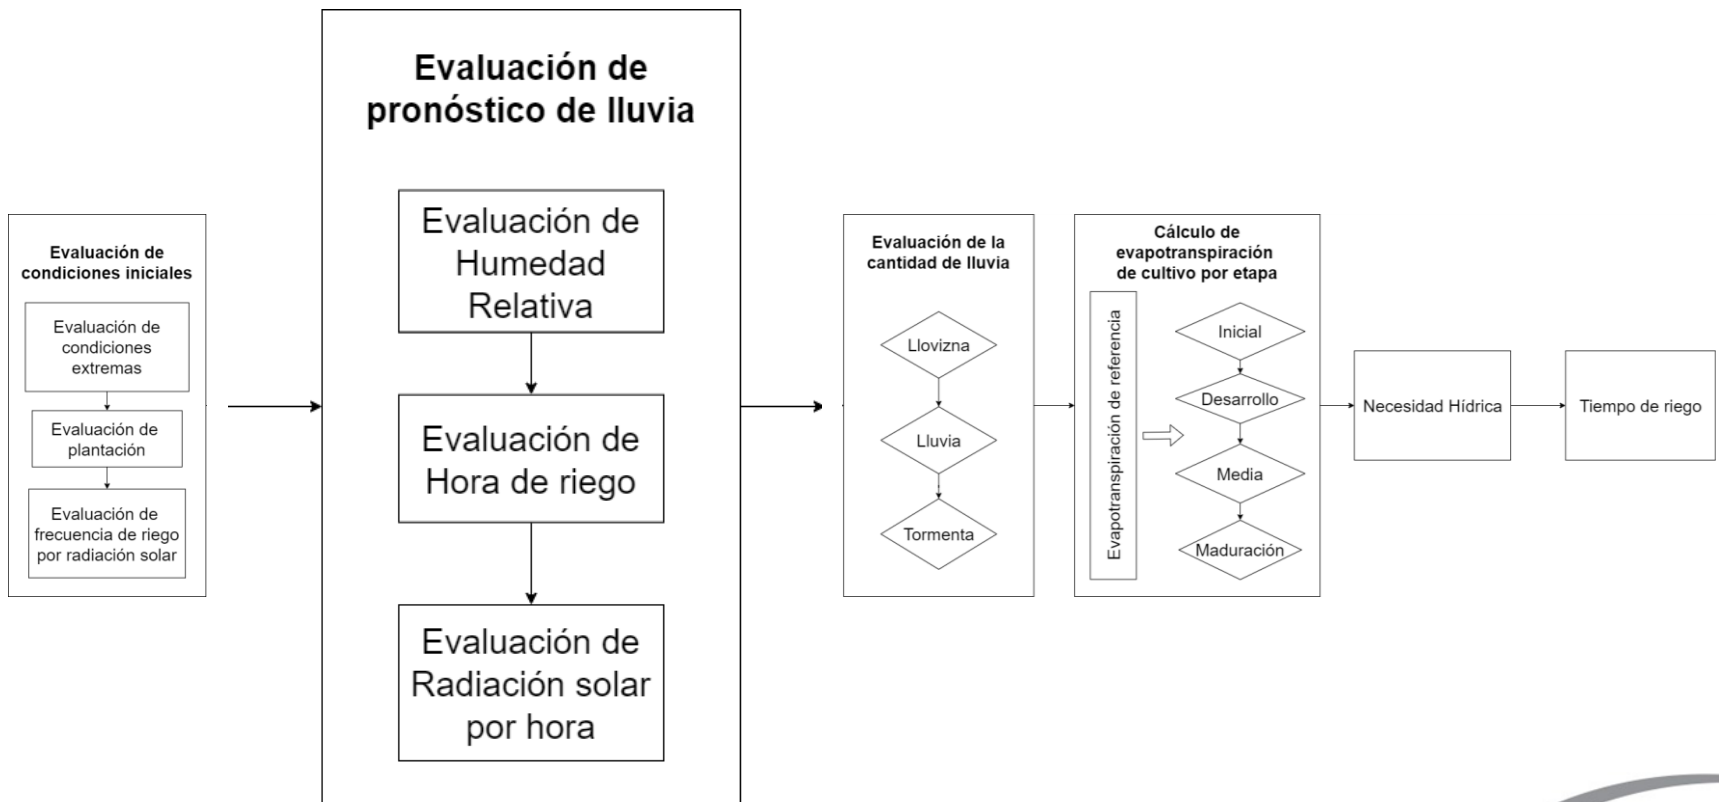 Evaluación de
condiciones iniciales
Evaluación de
condiciones
extremas
Evaluación de
plantación
Evaluación de
frecuencia de riego
por radiación solar
Evaluación de
pronóstico de lluvia
Evaluación de
Humedad
Relativa
Evaluación de
Hora de riego
Evaluación de
Radiación solar
por hora
Evaluación de la
cantidad de lluvia
Llovizna
Lluvia
Tormenta
Cálculo de
evapotranspiración
de cultivo por etapa
Evapotranspiración de referencia
Inicial
Desarrollo
Media
Maduración
Necesidad Hídrica
Tiempo de riego